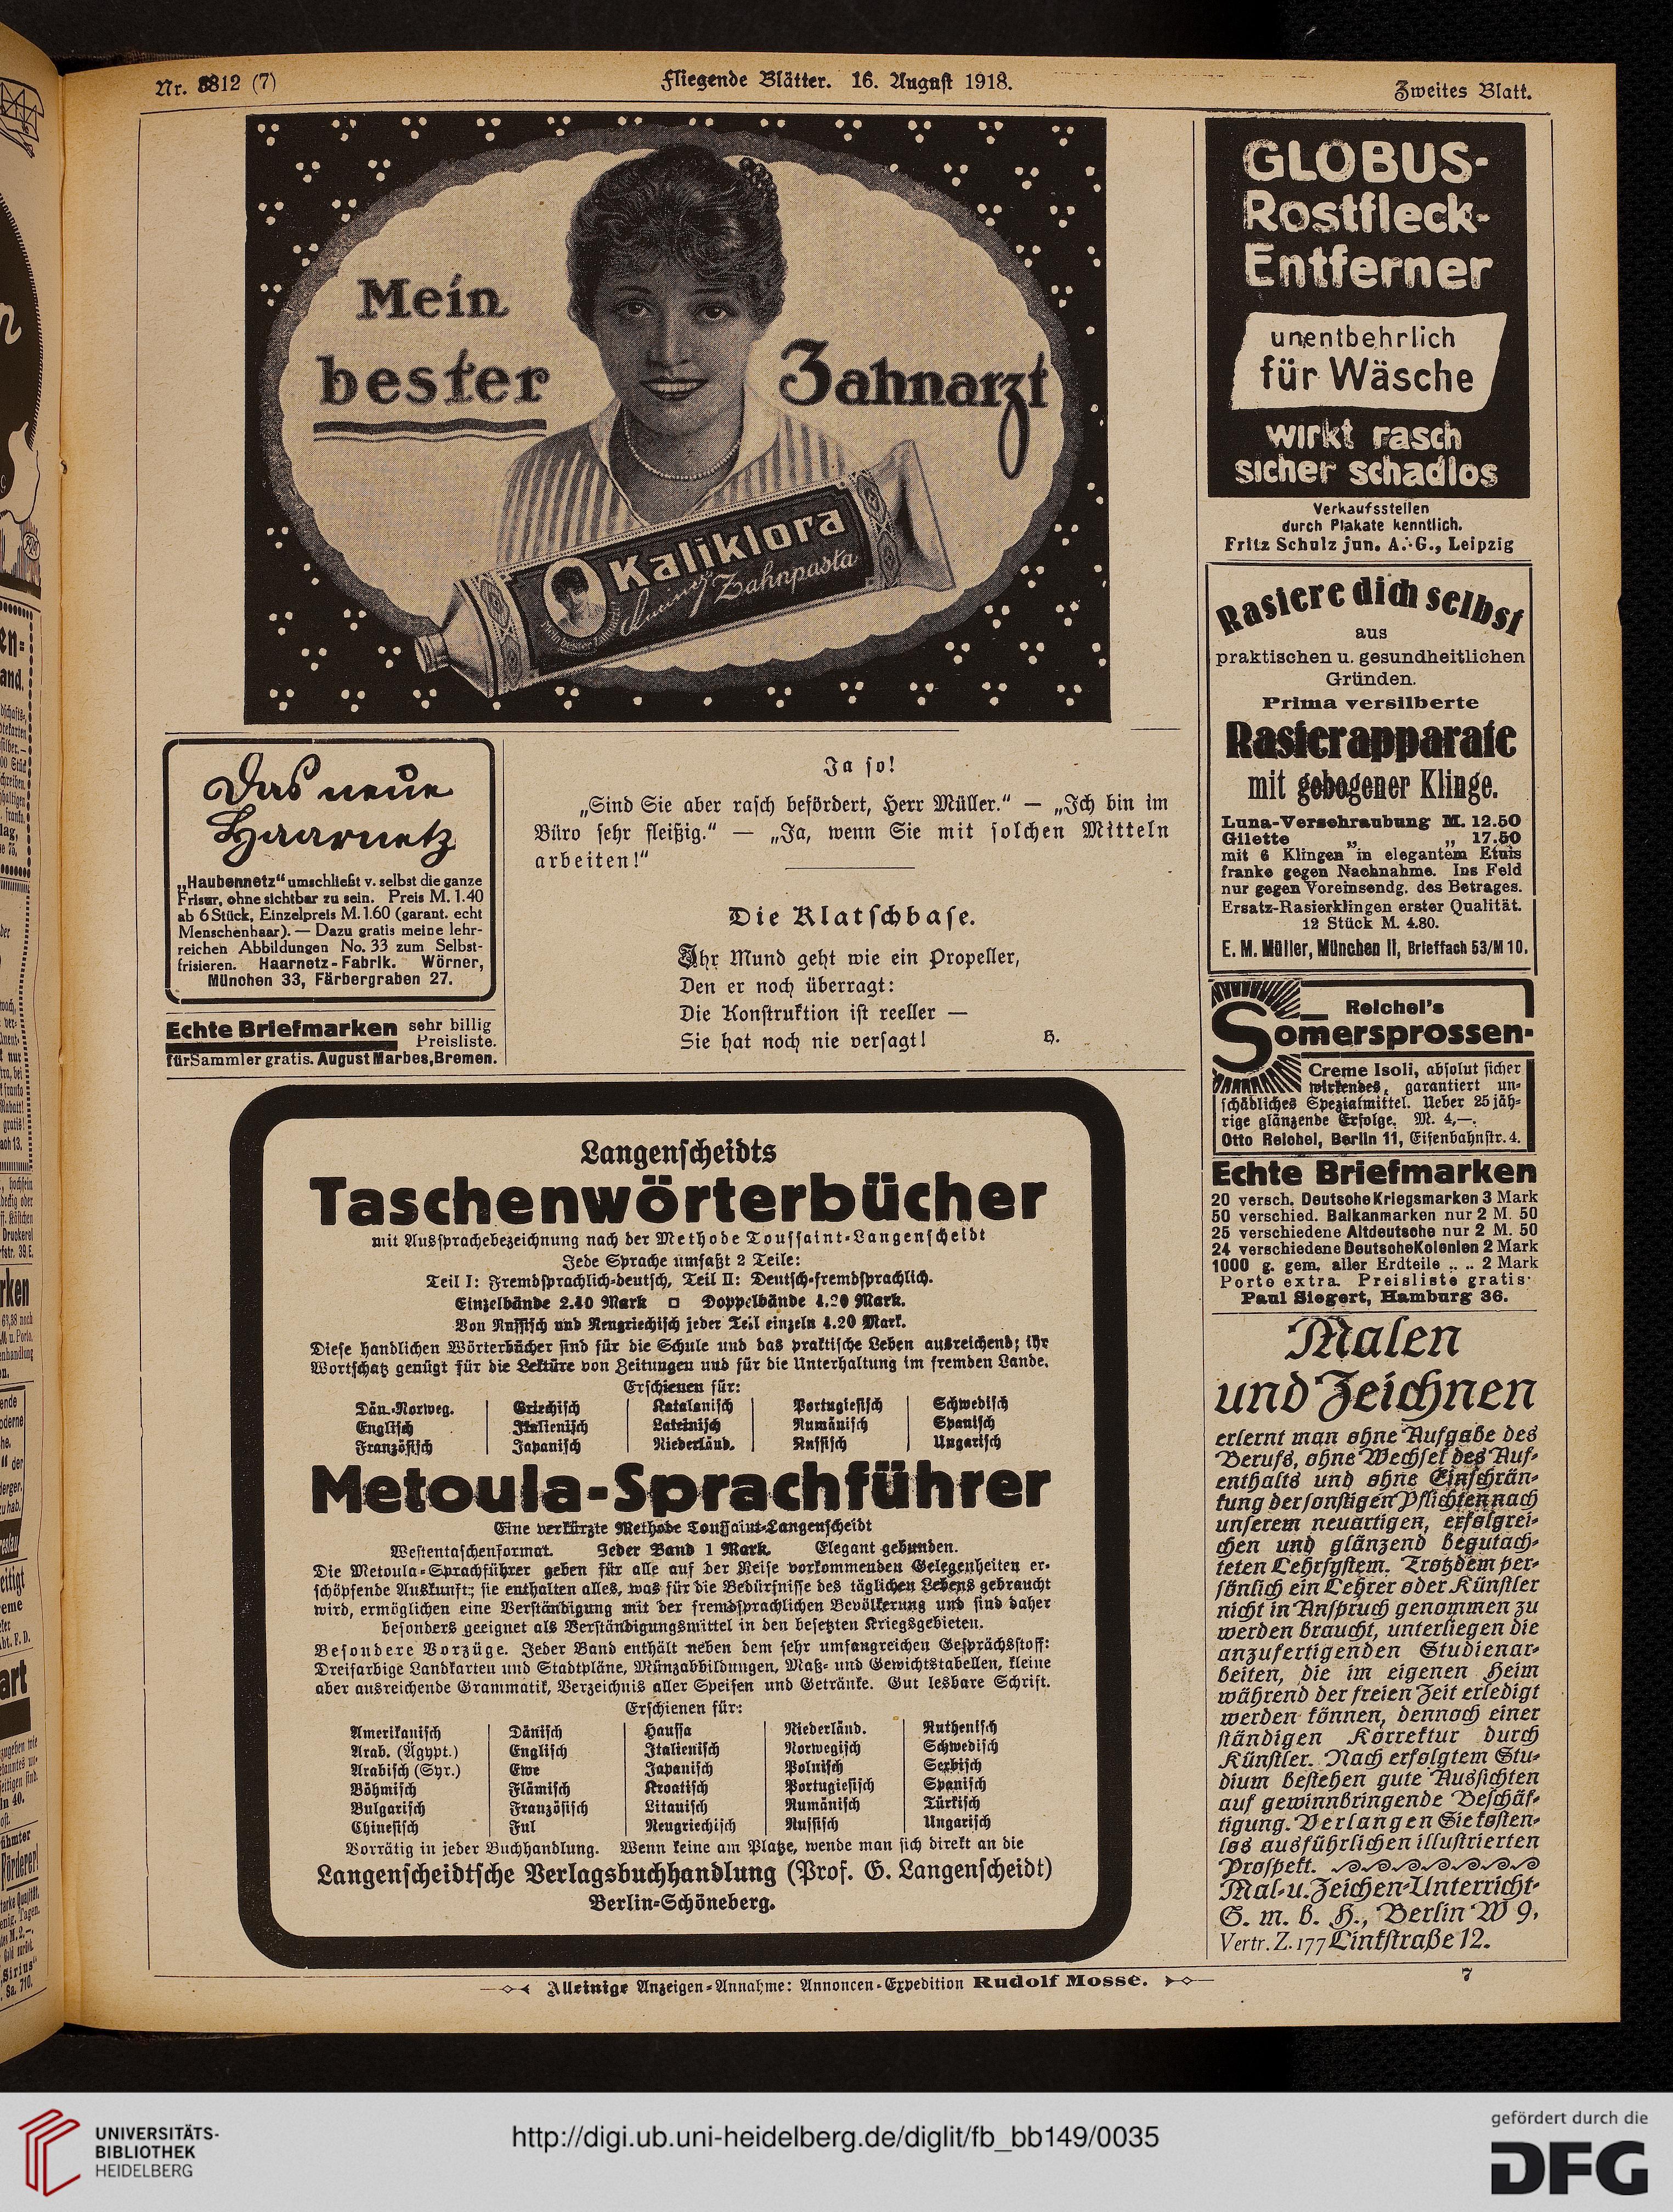 Nr. 3812 (7)
Fliegende Blätter. 16. August 1918.
Zweites Blatt.
Mein
bester
Zahnarzt
Kaliklora
Zahnpasta
Das neue
Haarnetz
„Haubennetz“ umschließt v. selbst die ganze
Frisur, ohne sichtbar zu sein. Preis M. 1.40
ab 6 Stück, Einzelpreis M. 1.60 (garant. echt
Menschenhaar). — Dazu gratis meine lehr-
reichen Abbildungen No. 33 zum Selbst-
frisieren. Haarnetz-Fabrik. Wörner,
München 33, Färbergraben 27.
Echte Briefmarken sehr billig
Preisliste.
für Sammler gratis. August Marbes, Bremen.
Ja so!
„Sind Sie aber rasch befördert, Herr Müller.“ — „Ich bin im
Büro sehr fleißig.“ — „Ja, wenn Sie mit solchen Mitteln
arbeiten!“
Die Klatschbase.
Ihr Mund geht wie ein Propeller,
Den er noch überragt:
Die Konstruktion ist reeller —
Sie hat noch nie versagt!
H.
Langenscheidts
Taschenwörterbücher
mit Aussprachebezeichnung nach der Methode Toussaint-Langenscheidt
Jede Sprache umfaßt 2 Teile:
Teil I: Fremdsprachlich-deutsch, Teil II: Deutsch-fremdsprachlich.
Einzelbände 2.40 Mark □ Doppelbände 4.20 Mark.
Von Russisch und Neugriechisch jeder Teil einzeln 4.20 Mark.
Diese handlichen Wörterbücher sind für die Schule und das praktische Leben ausreichend; ihr
Wortschatz genügt für die Lektüre von Zeitungen und für die Unterhaltung im fremden Lande.
Erschienen für:
Dän.-Norweg. Griechisch Katalanisch Portugiesisch Schwedisch
Englisch Italienisch Lateinisch Rumänisch Spanisch
Französisch Japanisch Niederländ. Russisch Ungarisch
Metoula-Sprachführer
Eine verkürzte Methode Toussaint-Langenscheidt
Westentaschenformat. Jeder Band 1 Mark. Elegant gebunden.
Die Metoula-Sprachführer geben für alle auf der Reise vorkommenden Gelegenheiten er-
schöpfende Auskunft; sie enthalten alles, was für die Bedürfnisse des täglichen Lebens gebraucht
wird, ermöglichen eine Verständigung mit der fremdsprachlichen Bevölkerung und sind daher
besonders geeignet als Verständigungsmittel in den besetzten Kriegsgebieten.
Besondere Vorzüge. Jeder Band enthält neben dem sehr umfangreichen Gesprächsstoff:
Dreifarbige Landkarten und Stadtpläne, Münzabbildungen, Maß- und Gewichtstabellen, kleine
aber ausreichende Grammatik, Verzeichnis aller Speisen und Getränke. Gut lesbare Schrift.
Erschienen für:
Amerikanisch Dänisch Haussa Niederländ. Ruthenisch
Arab. (Ägypt.) Englisch Italienisch Norwegisch Schwedisch
Arabisch (Syr.) Ewe Japanisch Polnisch Serbisch
Böhmisch Flämisch Kroatisch Portugiesisch Spanisch
Bulgarisch Französisch Litauisch Rumänisch Türkisch
Chinesisch Ful Neugriechisch Russisch Ungarisch
Vorrätig in jeder Buchhandlung. Wenn keine am Platze, wende man sich direkt an die
Langenscheidtsche Verlagsbuchhandlung (Prof. G. Langenscheidt)
Berlin-Schöneberg.
GLOBUS-
Rostfleck-
Entferner
unentbehrlich
für Wäsche
wirkt rasch
sicher schadlos
Verkaufsstellen
durch Plakate kenntlich.
Fritz Schulz jun. A.-G., Leipzig
Rasiere dich selbst
aus
praktischen u. gesundheitlichen
Gründen.
Prima versilberte
Rasierapparate
mit gebogener Klinge.
Luna-Verschraubung M. 12.50
Gilette „ „ 17.50
mit 6 Klingen in elegantem Etuis
franko gegen Nachnahme. Ins Feld
nur gegen Voreinsendg. des Betrages.
Ersatz-Rasierklingen erster Qualität.
12 Stück M. 4.80.
E. M. Müller, München II, Brieffach 53/M 10.
Reichel's
Somersprossen-
Creme Isoli, absolut sicher
wirkendes, garantiert un-
schädliches Spezialmittel. Ueber 25 jäh-
rige glänzende Erfolge. M. 4,—.
Otto Reichel, Berlin 11, Eisenbahnstr. 4.
Echte Briefmarken
20 versch. Deutsche Kriegsmarken 3 Mark
50 verschied. Balkanmarken nur 2 M. 50
25 verschiedene Altdeutsche nur 2 M. 50
24 verschiedene Deutsche Kolonien 2 Mark
1000 g. gem. aller Erdteile .. .. 2 Mark
Porto extra. Preisliste gratis
Paul Siegert, Hamburg 36.
Malen
und Zeichnen
erlernt man ohne Aufgabe des
Berufs, ohne Wechsel des Auf-
enthalts und ohne Einschrän-
kung der sonstigen Pflichten nach
unserem neuartigen, erfolgrei-
chen und glänzend begutach-
teten Lehrsystem. Trotzdem per-
sönlich ein Lehrer oder Künstler
nicht in Anspruch genommen zu
werden braucht, unterliegen die
anzufertigenden Studienar-
beiten, die im eigenen Heim
während der freien Zeit erledigt
werden können, dennoch einer
ständigen Korrektur durch
Künstler. Nach erfolgtem Stu-
dium bestehen gute Aussichten
auf gewinnbringende Beschäf-
tigung. Verlangen Sie kosten-
los ausführlichen illustrierten
Prospekt.
Mal- u. Zeichen-Unterricht-
G. m. b. H., Berlin W 9,
Vertr. Z. 177 Linkstraße 12.
Alleinige Anzeigen-Annahme: Annoncen-Expedition Rudolf Mosse.
7
UNIVERSITÄTS-
BIBLIOTHEK
HEIDELBERG
http://digi.ub.uni-heidelberg.de/diglit/fb_bb149/0035
gefördert durch die
DFG